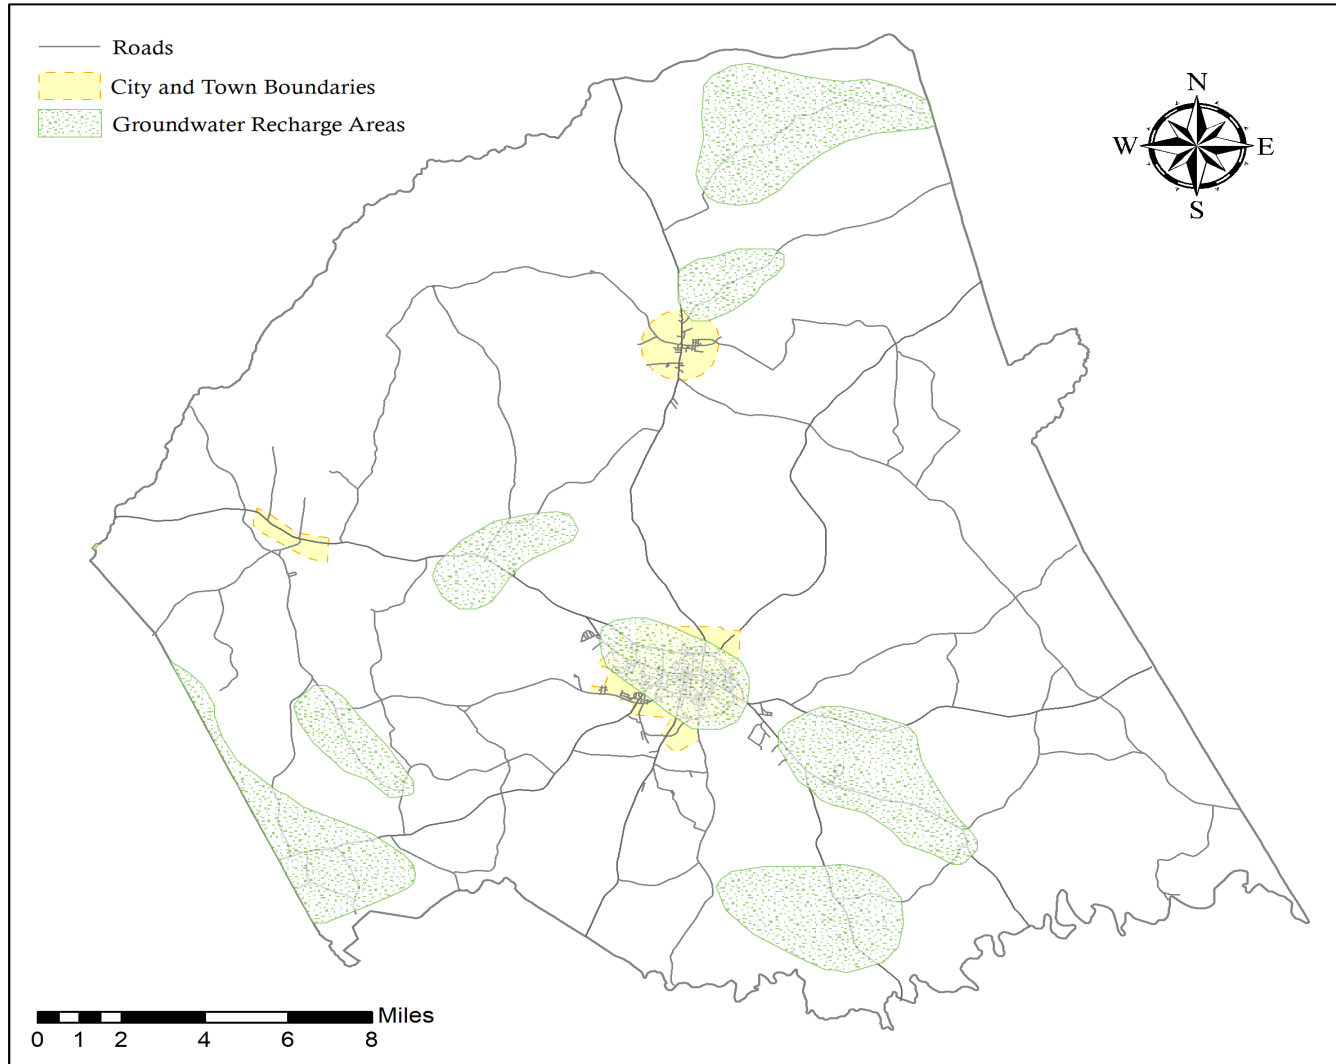 Roads
City and Town Boundaries
Groundwater Recharge Areas
N
W E
S
Miles
0 1 2 4 6 8